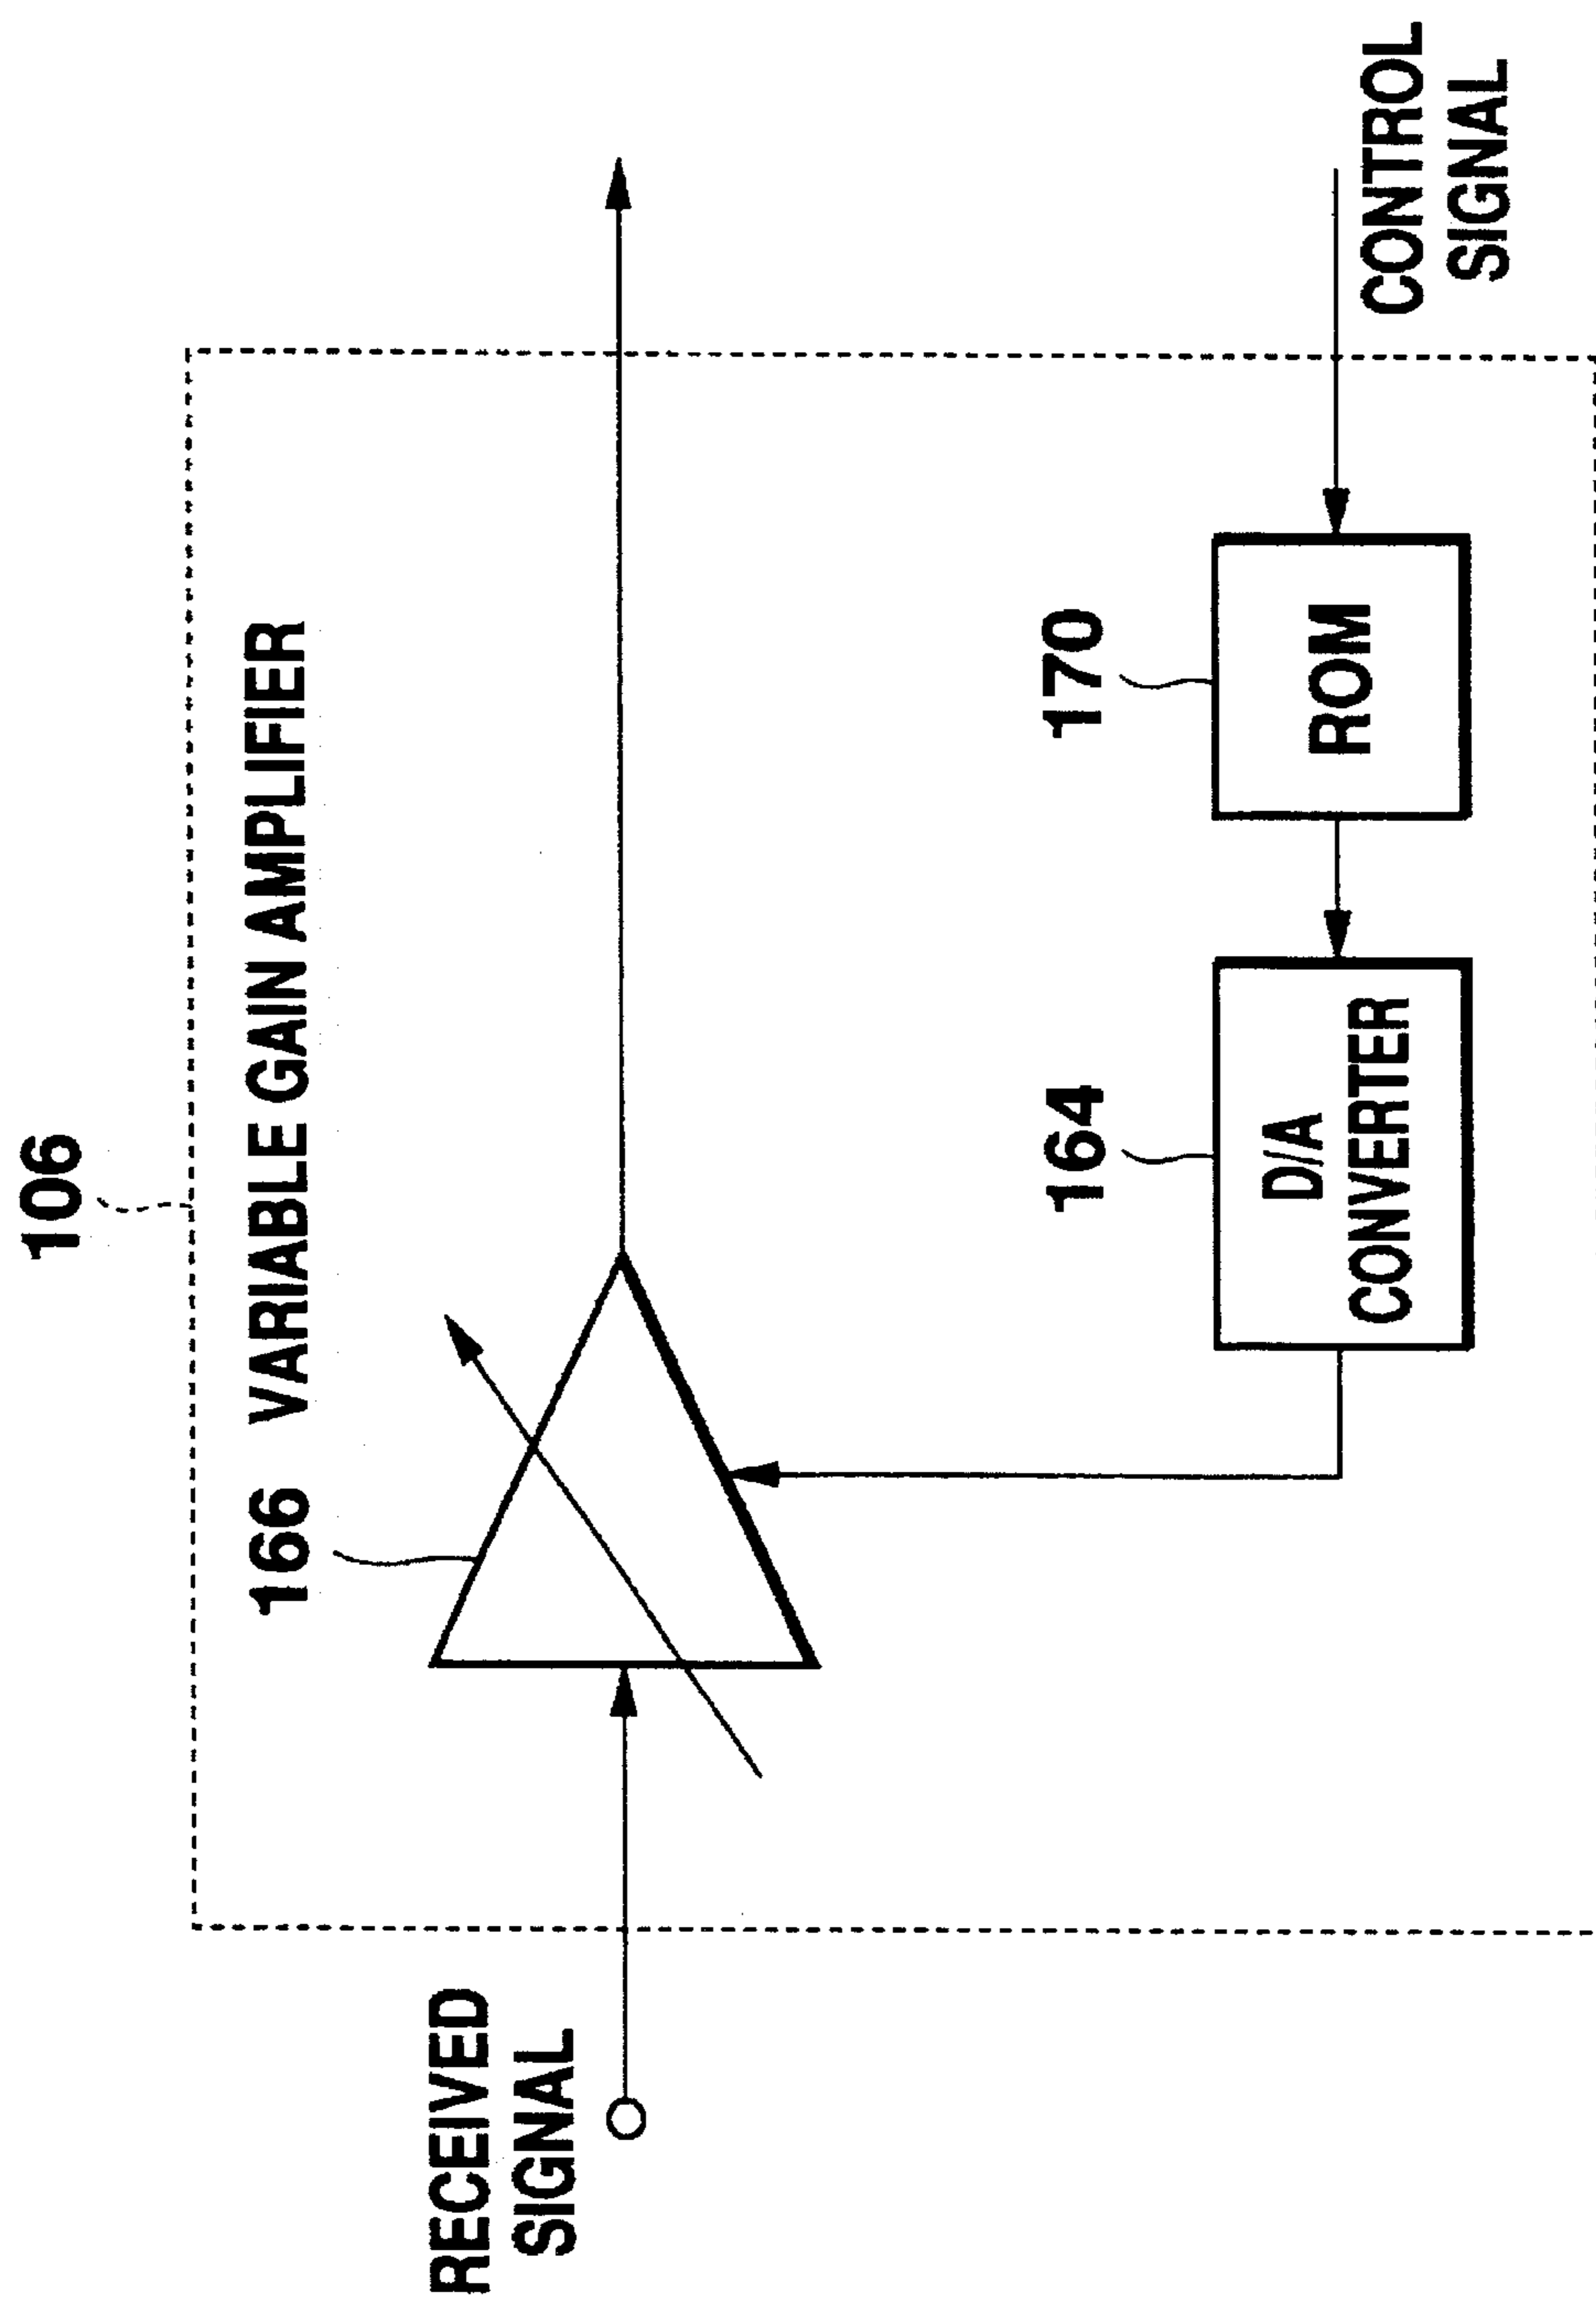 106
166 VARIABLE GAIN AMPLIFIER
RECEIVED
SIGNAL
164
170
D/A
CONVERTER
ROM
CONTROL
SIGNAL